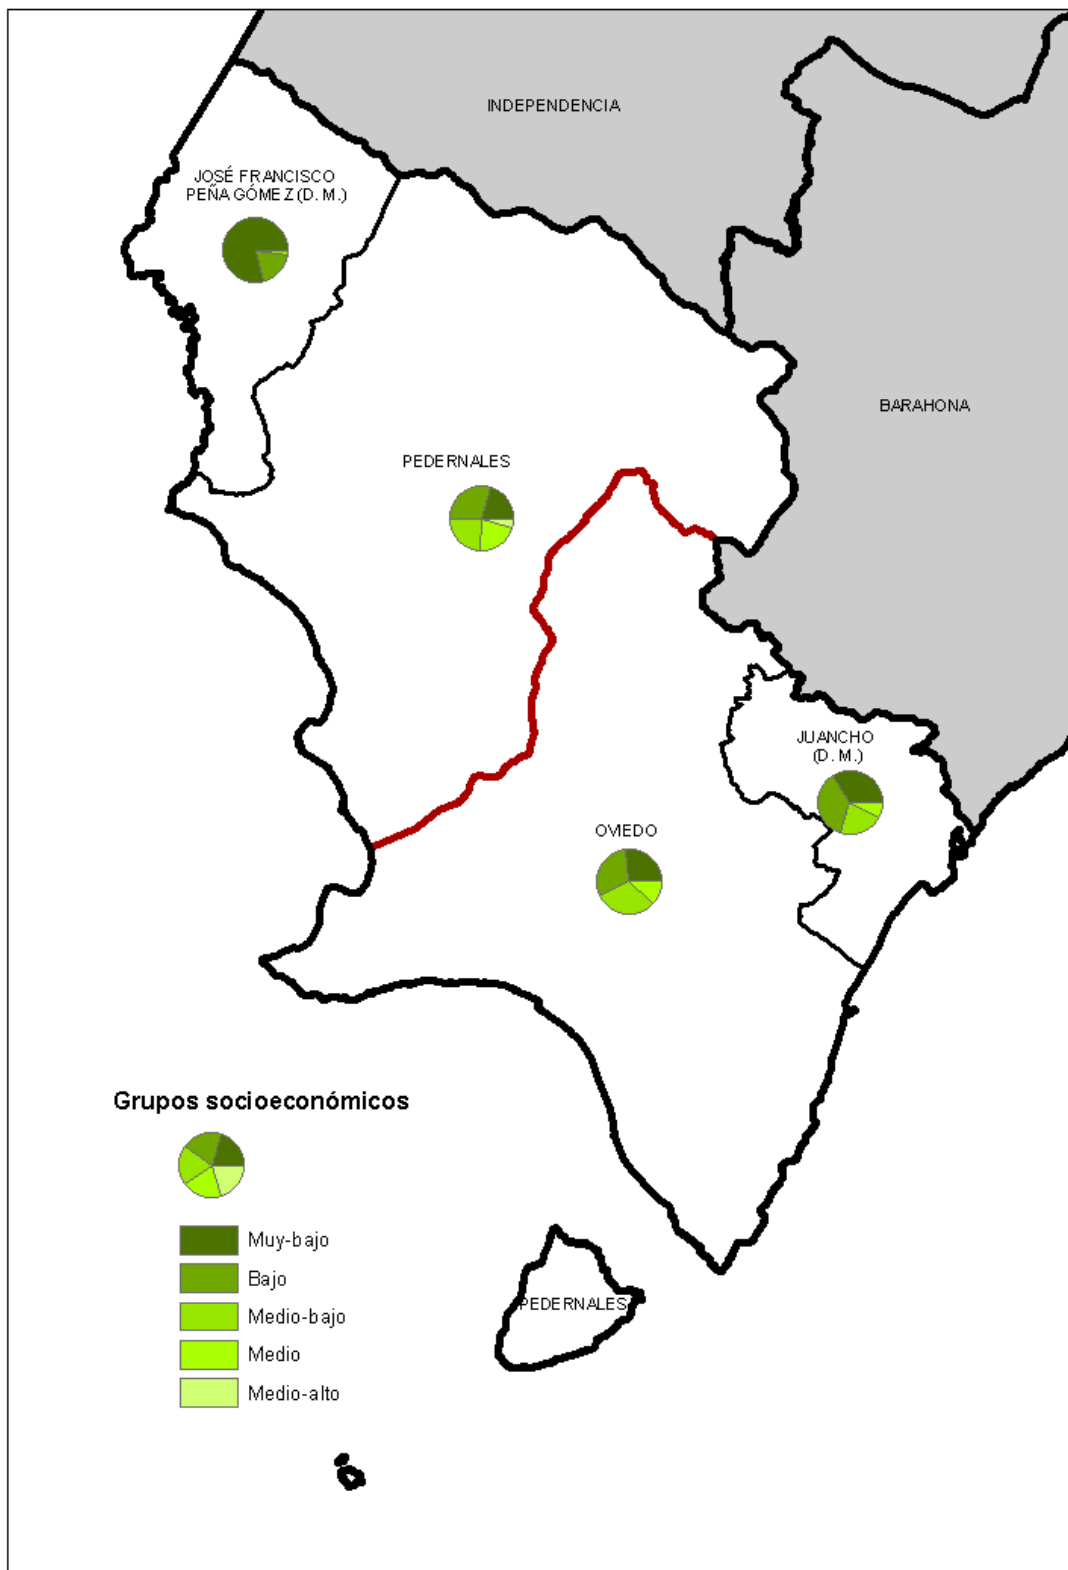 INDEPENDENCIA
JOSÉ FRANCISCO
PEÑA GÓMEZ (D. M.)
BARAHONA
PEDERNALES
JUANCHO
(D. M.)
OVIEDO
Grupos socioeconómicos
Muy-bajo
Bajo
Medio-bajo
Medio
Medio-alto
PEDERNALES